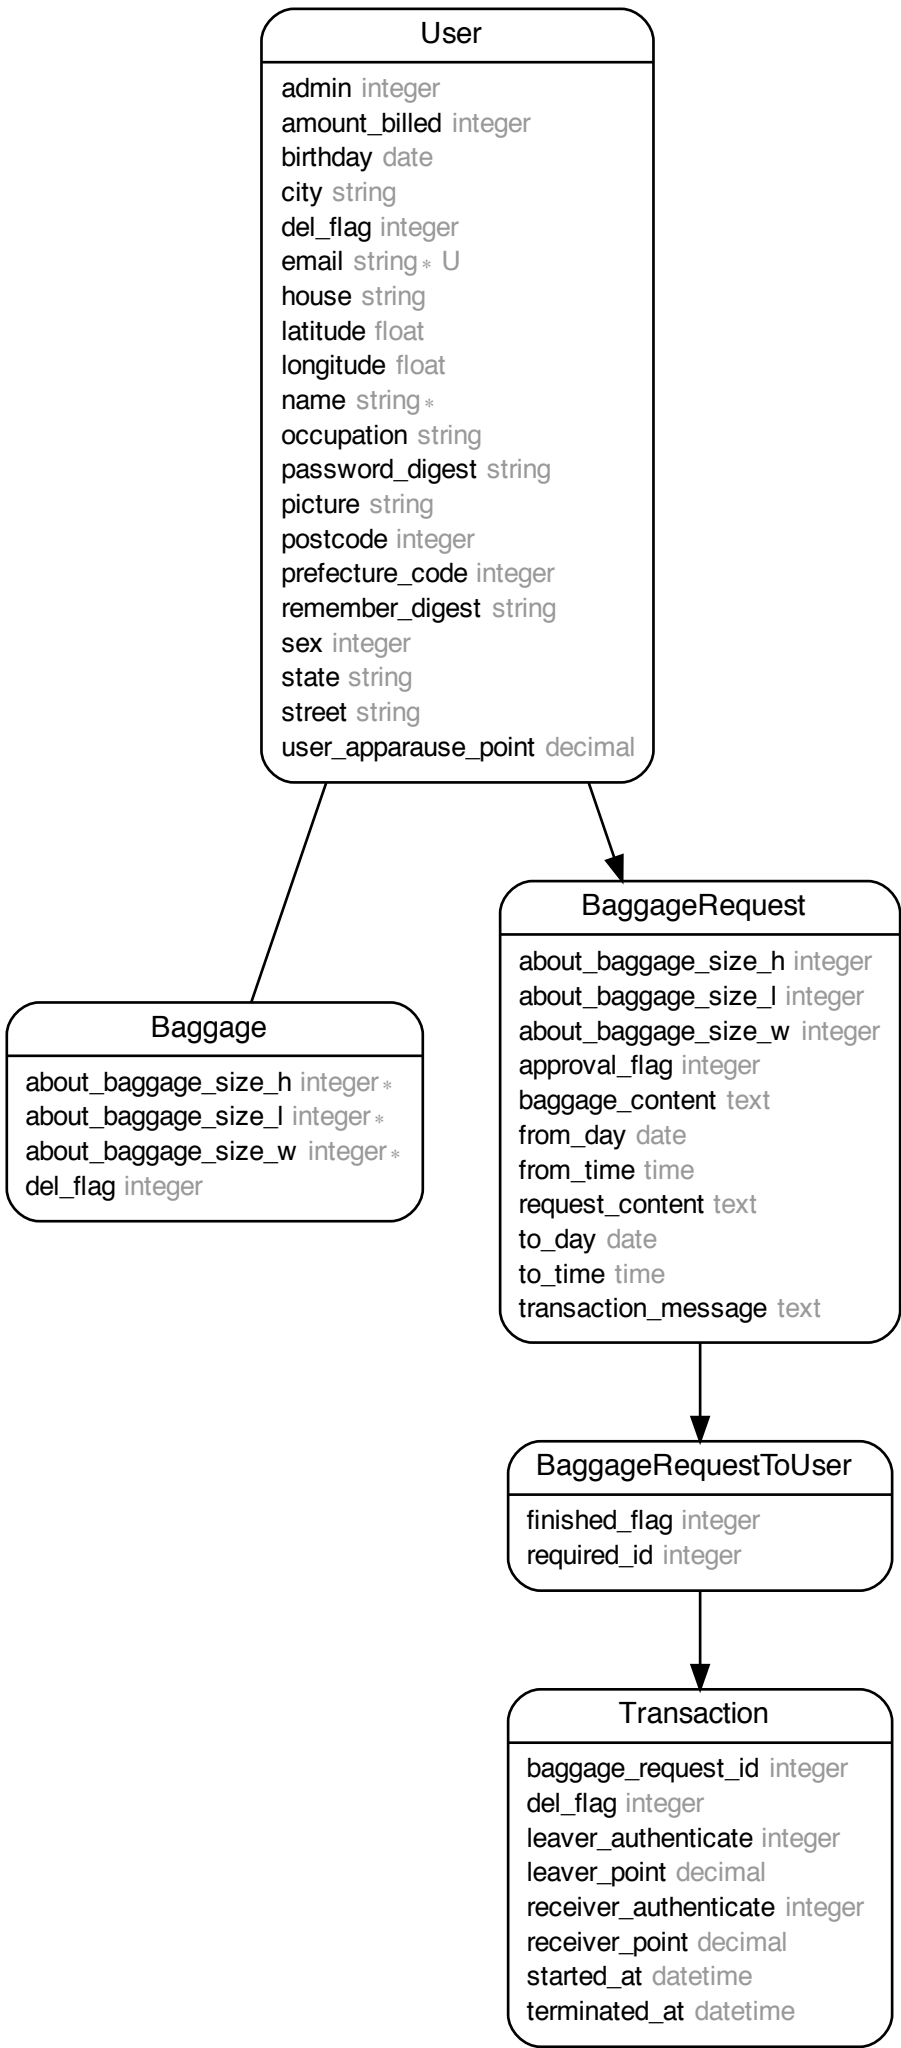 User
admin integer
amount_billed integer
birthday date
city string
del_flag integer
email string∗ U
house string
latitude float
longitude float
name string∗
occupation string
password_digest string
picture string
postcode integer
prefecture_code integer
remember_digest string
sex integer
state string
street string
user_apparause_point decimal
BaggageRequest
about_baggage_size_h integer
about_baggage_size_l integer
about_baggage_size_w integer
approval_flag integer
baggage_content text
from_day date
from_time time
request_content text
to_day date
to_time time
transaction_message text
Baggage
about_baggage_size_h integer∗
about_baggage_size_l integer∗
about_baggage_size_w integer∗
del_flag integer
BaggageRequestToUser
finished_flag integer
required_id integer
Transaction
baggage_request_id integer
del_flag integer
leaver_authenticate integer
leaver_point decimal
receiver_authenticate integer
receiver_point decimal
started_at datetime
terminated_at datetime